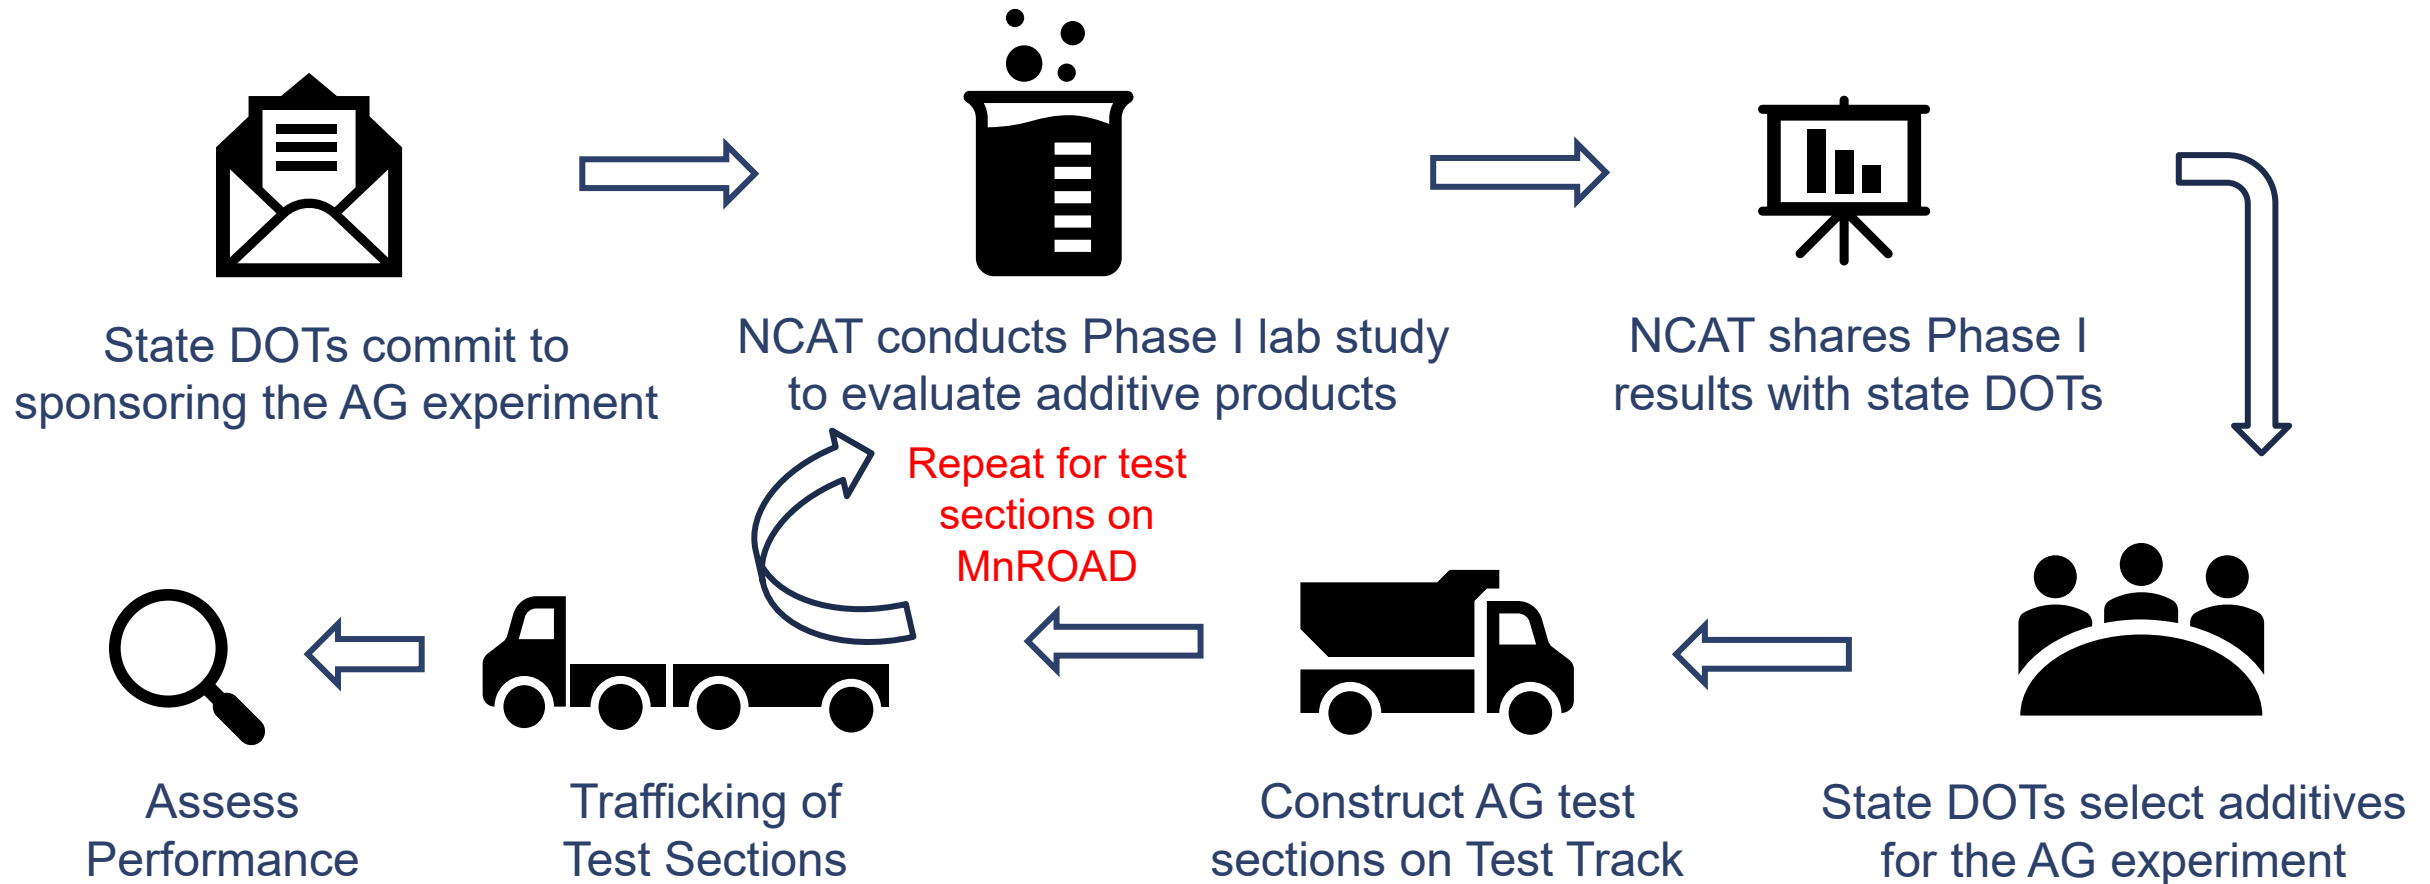 State DOTs commit to
sponsoring the AG experiment
NCAT conducts Phase I lab study
to evaluate additive products
NCAT shares Phase I
results with state DOTs
Repeat for test
sections on
MnROAD
Assess
Performance
Trafficking of
Test Sections
Construct AG test
sections on Test Track
State DOTs select additives
for the AG experiment